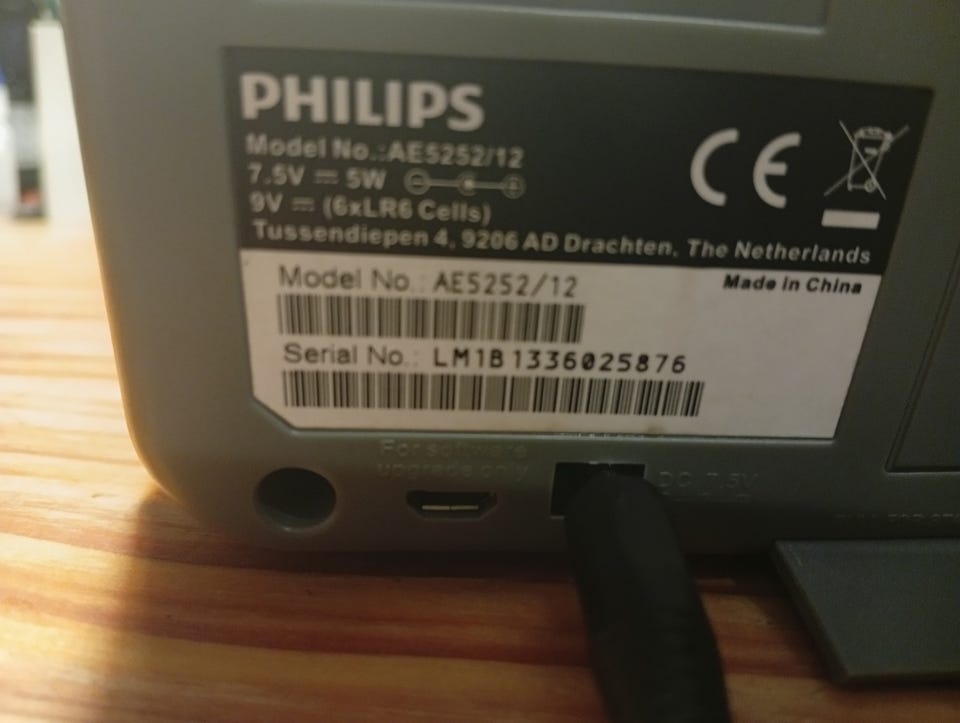 PHILIPS
Model No.:AE5252/12
7.5V ⎓ 5W
9V ⎓ (6xLR6 Cells)
Tussendiepen 4, 9206 AD Drachten, The Netherlands
CE
Model No.: AE5252/12
Made in China
Serial No.: LM1B1336025876
For software
upgrade only
DC 7.5V